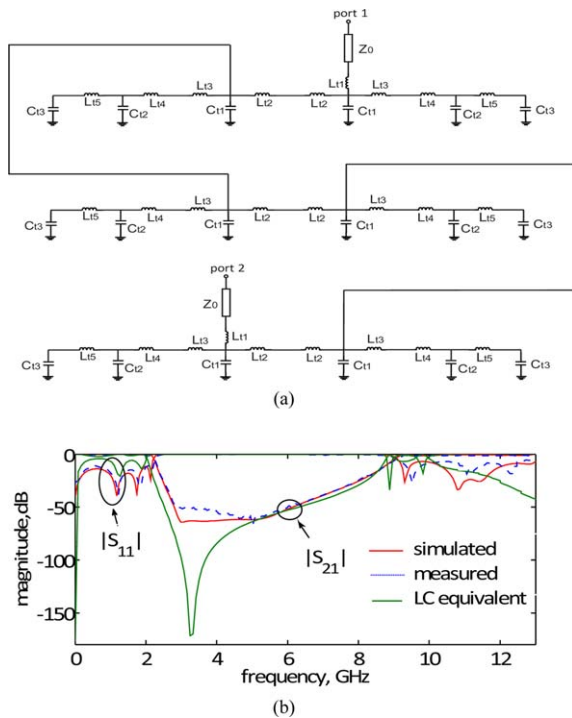 port 1
Z0
Lt1
Ct3 Lt5 Ct2 Lt4 Lt3 Ct1 Lt2 Lt2 Ct1 Lt3 Lt4 Ct2 Lt5 Ct3
Ct3 Lt5 Ct2 Lt4 Lt3 Ct1 Lt2 Lt2 Ct1 Lt3 Lt4 Ct2 Lt5 Ct3
port 2
Z0
Lt1
Ct3 Lt5 Ct2 Lt4 Lt3 Ct1 Lt2 Lt2 Ct1 Lt3 Lt4 Ct2 Lt5 Ct3
(a)
magnitude,dB
0
-50
-100
-150
|S11|
|S21|
simulated
measured
LC equivalent
0 2 4 6 8 10 12
frequency, GHz
(b)